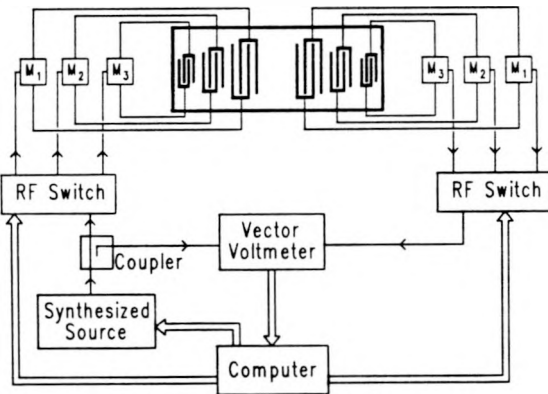 M₁ M₂ M₃ M₃ M₂ M₁
RF Switch
RF Switch
Vector
Voltmeter
Coupler
Synthesized
Source
Computer